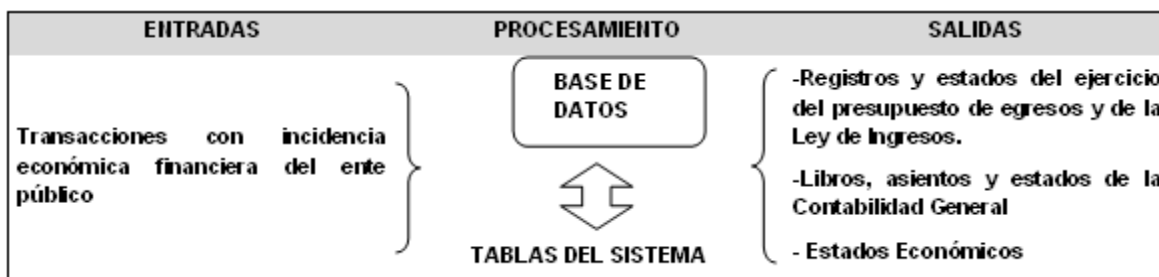 ENTRADAS PROCESAMIENTO SALIDAS
Transacciones con incidencia
económica financiera del ente
público
BASE DE
DATOS
TABLAS DEL SISTEMA
-Registros y estados del ejercicio
del presupuesto de egresos y de la
Ley de Ingresos.
-Libros, asientos y estados de la
Contabilidad General
- Estados Económicos